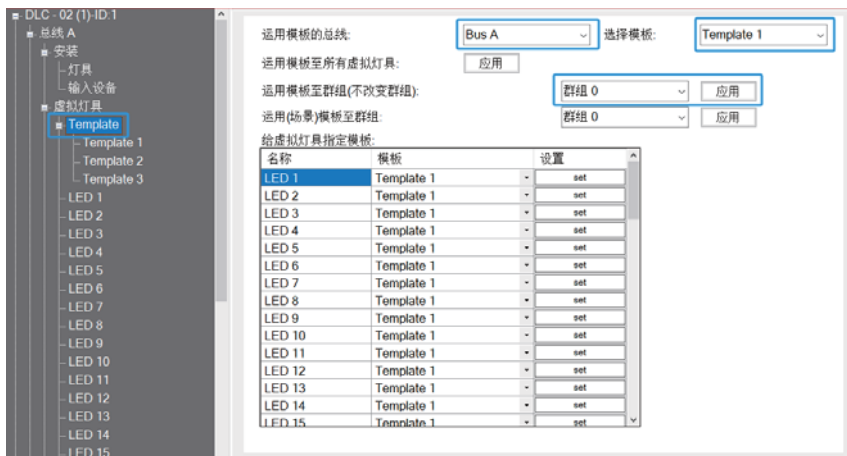 DLC - 02 (1)-ID:1
总线 A
安装
灯具
输入设备
虚拟灯具
Template
Template 1
Template 2
Template 3
LED 1
LED 2
LED 3
LED 4
LED 5
LED 6
LED 7
LED 8
LED 9
LED 10
LED 11
LED 12
LED 13
LED 14
LED 15
运用模板的总线: Bus A 选择模板: Template 1
运用模板至所有虚拟灯具: 应用
运用模板至群组(不改变群组): 群组 0 应用
运用(场景)模板至群组: 群组 0 应用
给虚拟灯具指定模板:
名称 模板 设置
LED 1 Template 1 set
LED 2 Template 1 set
LED 3 Template 1 set
LED 4 Template 1 set
LED 5 Template 1 set
LED 6 Template 1 set
LED 7 Template 1 set
LED 8 Template 1 set
LED 9 Template 1 set
LED 10 Template 1 set
LED 11 Template 1 set
LED 12 Template 1 set
LED 13 Template 1 set
LED 14 Template 1 set
LED 15 Template 1 set